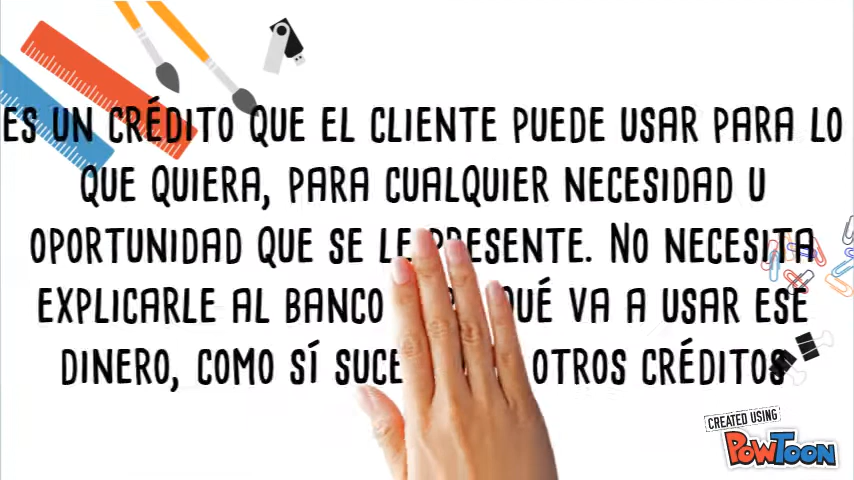 ES UN CRÉDITO QUE EL CLIENTE PUEDE USAR PARA LO
QUE QUIERA, PARA CUALQUIER NECESIDAD U
OPORTUNIDAD QUE SE LE PRESENTE. NO NECESITA
EXPLICARLE AL BANCO QUÉ VA A USAR ESE
DINERO, COMO SÍ OTROS CRÉDITOS
CREATED USING
POWTOON